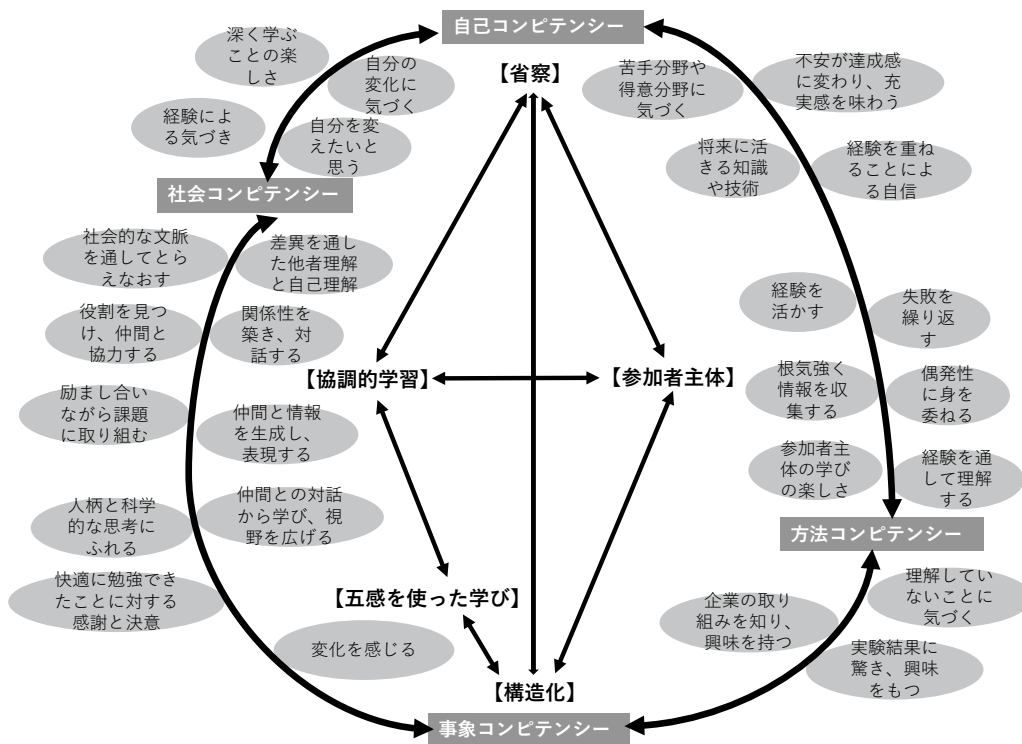 自己コンピテンシー
【省察】
深く学ぶ
ことの楽
しさ
自分の
変化に
気づく
経験によ
る気づき
自分を変
えたいと
思う
苦手分野や
得意分野に
気づく
不安が達成感
に変わり、充
実感を味わう
将来に活
きる知識
や技術
経験を重ね
ることによ
る自信
社会コンピテンシー
社会的な文脈
を通してとら
えなおす
差異を通し
た他者理解
と自己理解
役割を見つ
け、仲間と
協力する
関係性を
築き、対
話する
経験を
活かす
失敗を
繰り返
す
【協調的学習】
【参加者主体】
励まし合い
ながら課題
に取り組む
仲間と情報
を生成し、
表現する
根気強く
情報を収
集する
偶発性
に身を
委ねる
参加者主
体の学び
の楽しさ
経験を通
して理解
する
人柄と科学
的な思考に
ふれる
仲間との対話
から学び、視
野を広げる
方法コンピテンシー
快適に勉強でき
たことに対する
感謝と決意
【五感を使った学び】
変化を感じる
企業の取り
組みを知り、
興味を持つ
理解してい
ないことに
気づく
実験結果に
驚き、興味
をもつ
【構造化】
事象コンピテンシー